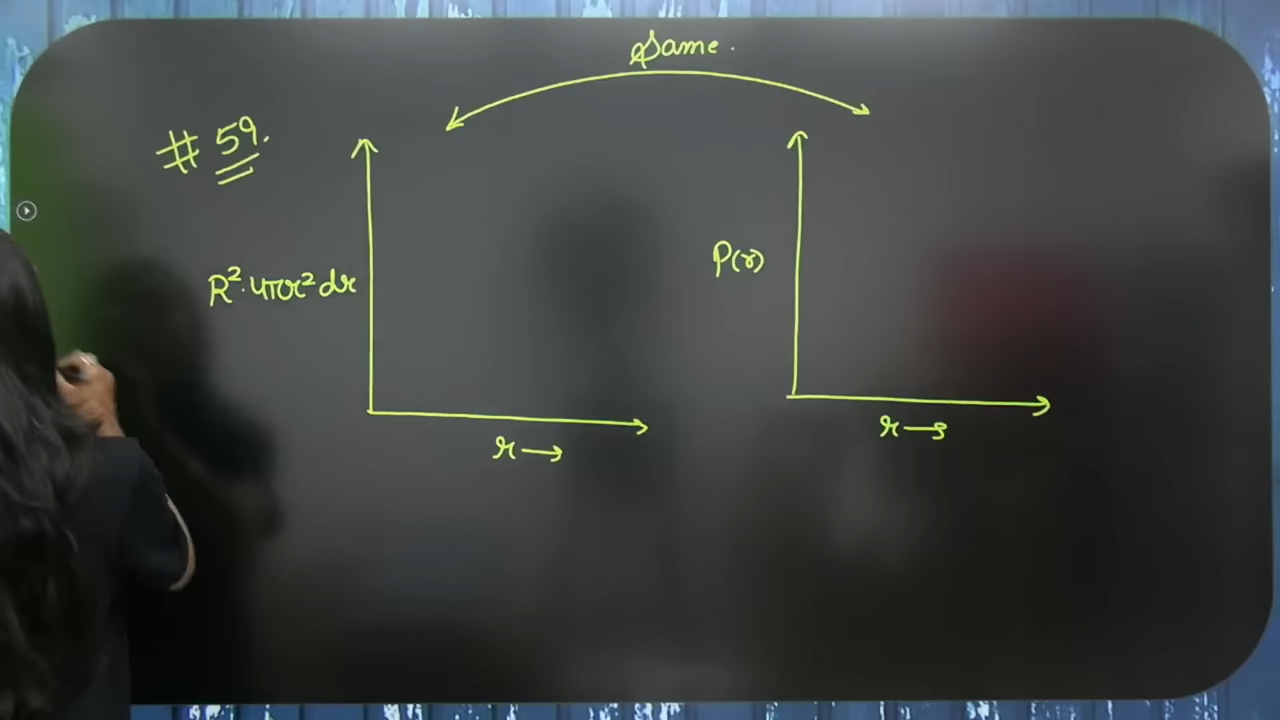 Same.
# 59.
R²·4πr²dr
P(r)
r→
r→